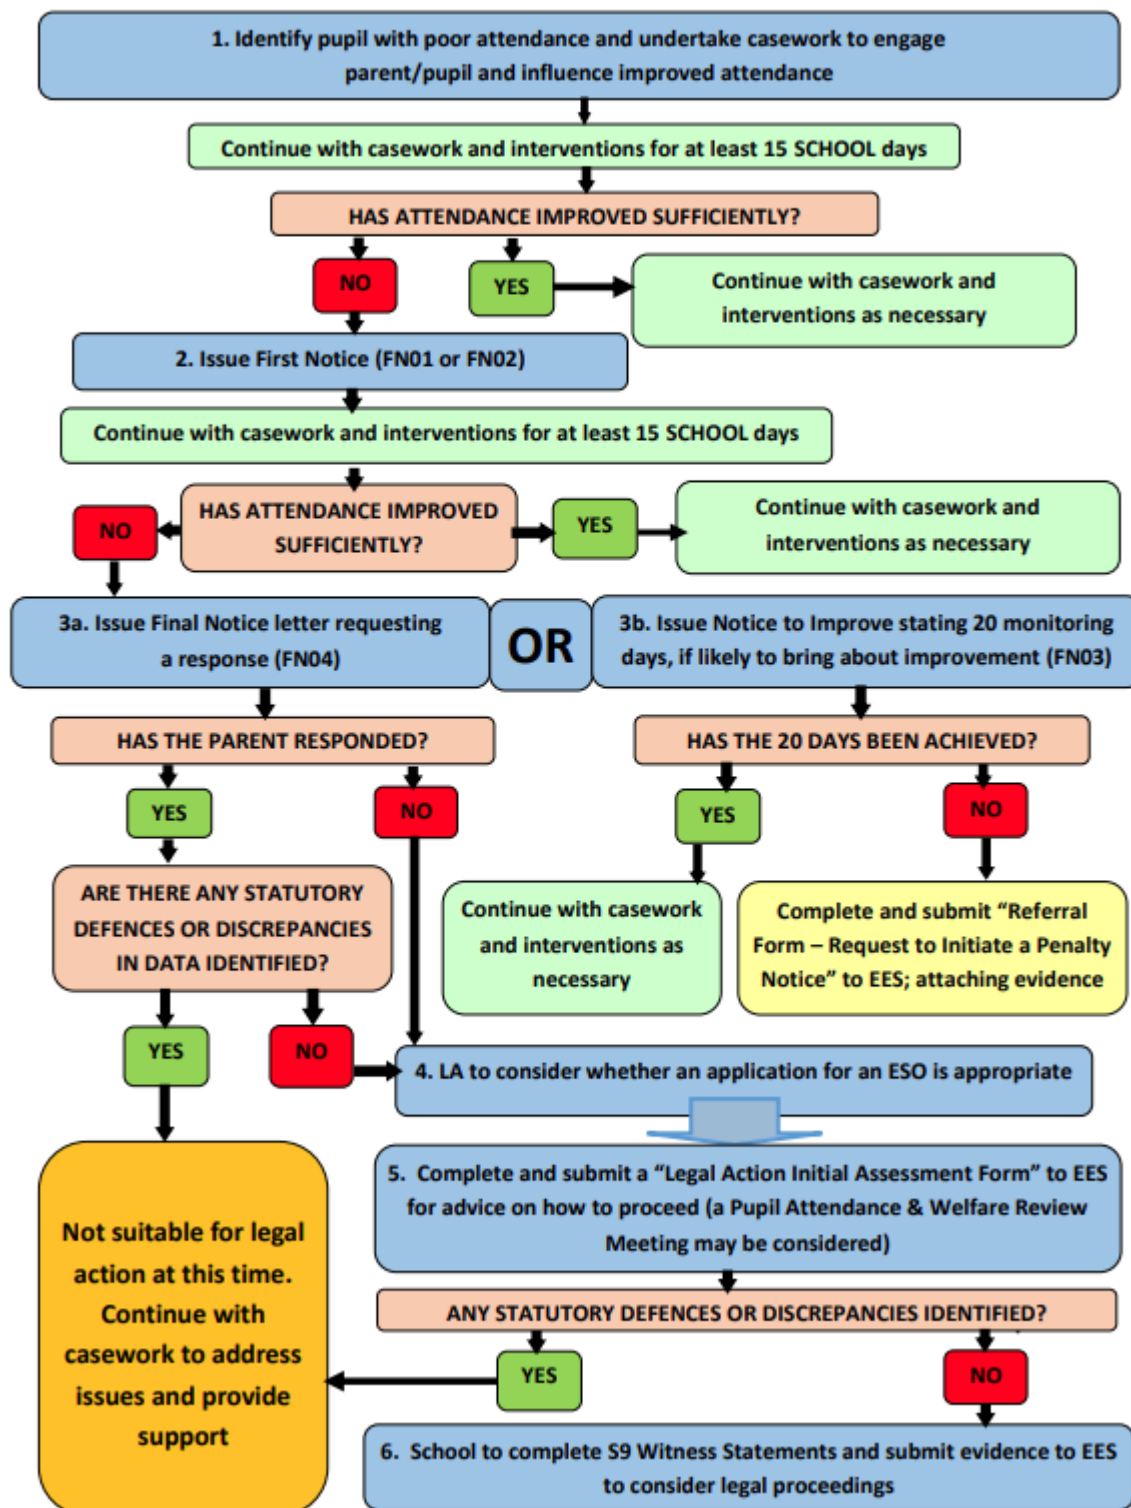 1. Identify pupil with poor attendance and undertake casework to engage
parent/pupil and influence improved attendance
Continue with casework and interventions for at least 15 SCHOOL days
HAS ATTENDANCE IMPROVED SUFFICIENTLY?
NO
YES
Continue with casework and
interventions as necessary
2. Issue First Notice (FN01 or FN02)
Continue with casework and interventions for at least 15 SCHOOL days
NO
HAS ATTENDANCE IMPROVED
SUFFICIENTLY?
YES
Continue with casework and
interventions as necessary
3a. Issue Final Notice letter requesting
a response (FN04)
OR
3b. Issue Notice to Improve stating 20 monitoring
days, if likely to bring about improvement (FN03)
HAS THE PARENT RESPONDED?
YES
NO
HAS THE 20 DAYS BEEN ACHIEVED?
YES
NO
ARE THERE ANY STATUTORY
DEFENCES OR DISCREPANCIES
IN DATA IDENTIFIED?
Continue with casework
and interventions as
necessary
Complete and submit “Referral
Form – Request to Initiate a Penalty
Notice” to EES; attaching evidence
YES
NO
4. LA to consider whether an application for an ESO is appropriate
5. Complete and submit a “Legal Action Initial Assessment Form” to EES
for advice on how to proceed (a Pupil Attendance & Welfare Review
Meeting may be considered)
Not suitable for legal
action at this time.
Continue with
casework to address
issues and provide
support
ANY STATUTORY DEFENCES OR DISCREPANCIES IDENTIFIED?
YES
NO
6. School to complete S9 Witness Statements and submit evidence to EES
to consider legal proceedings